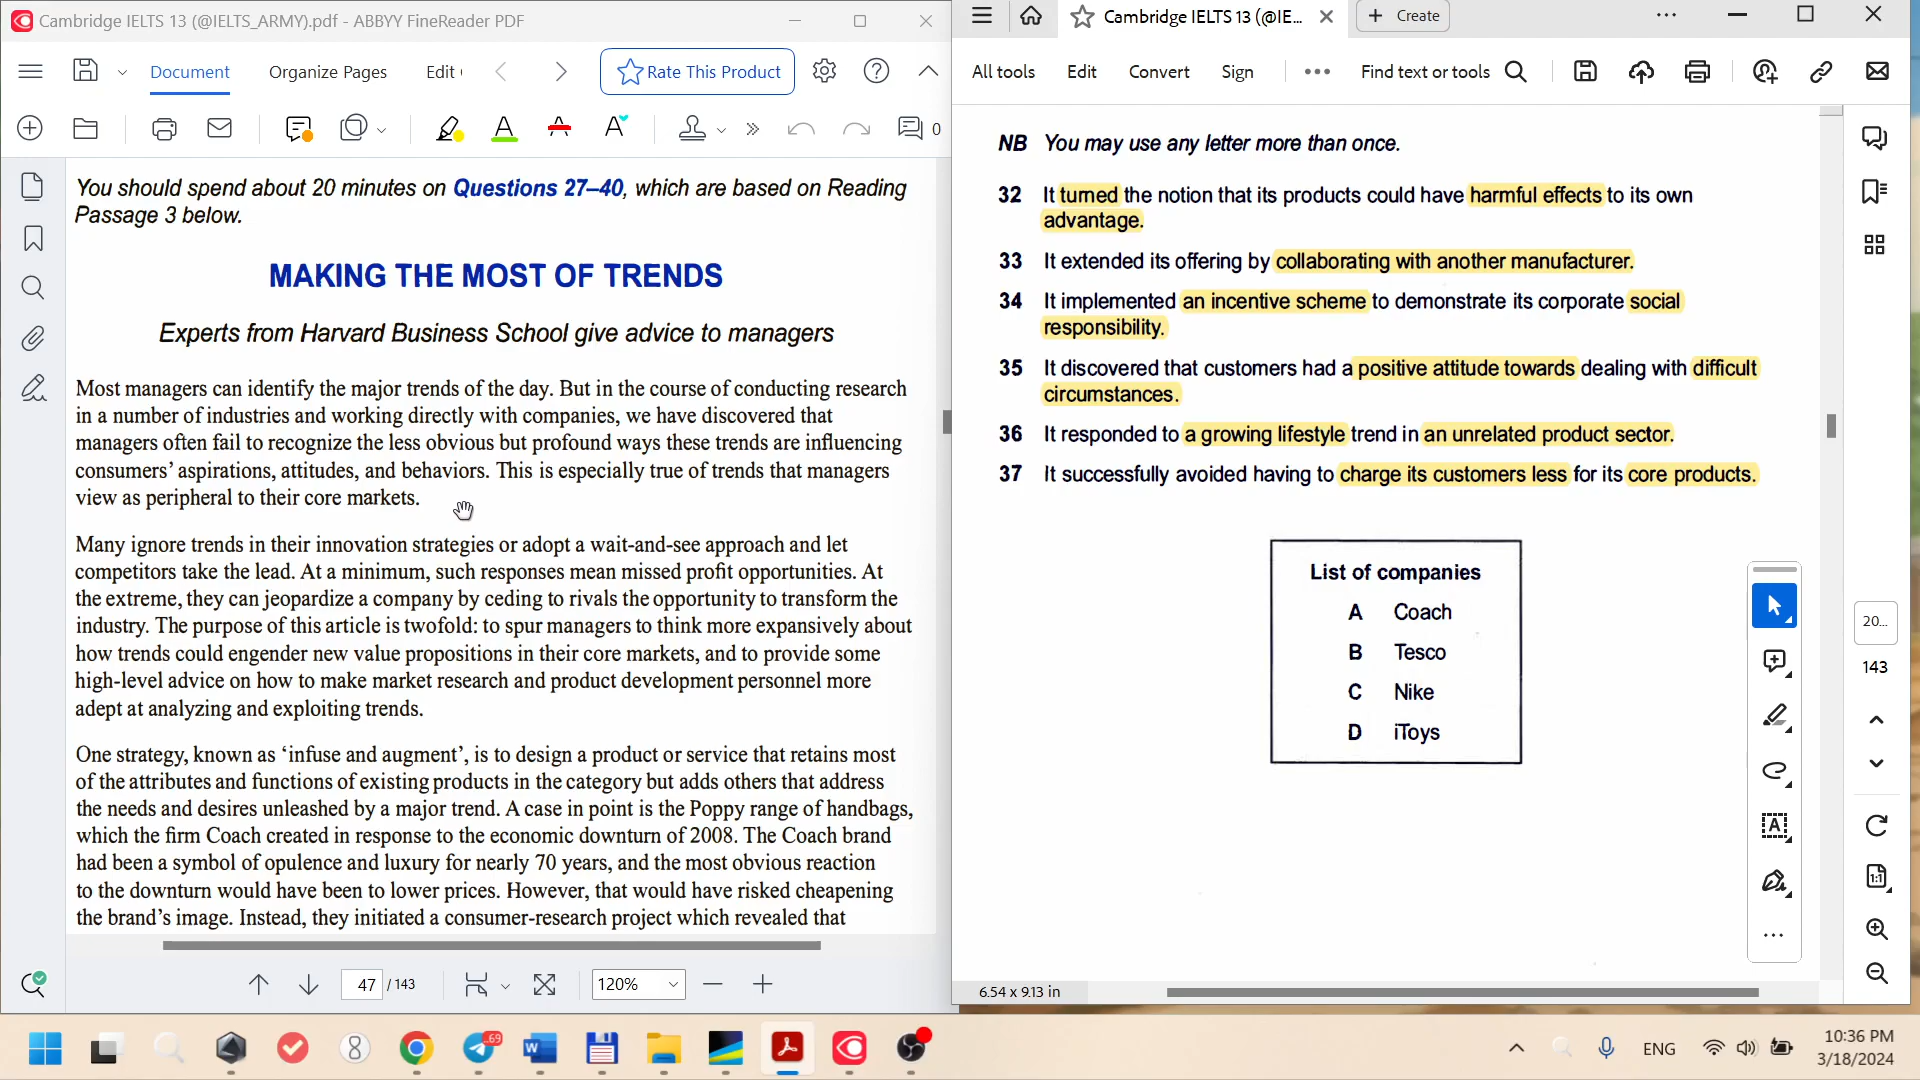 Cambridge IELTS 13 (@IELTS_ARMY).pdf - ABBYY FineReader PDF
Document
Organize Pages
Edit
Rate This Product
0
You should spend about 20 minutes on Questions 27–40, which are based on Reading
Passage 3 below.
MAKING THE MOST OF TRENDS
Experts from Harvard Business School give advice to managers
Most managers can identify the major trends of the day. But in the course of conducting research
in a number of industries and working directly with companies, we have discovered that
managers often fail to recognize the less obvious but profound ways these trends are influencing
consumers' aspirations, attitudes, and behaviors. This is especially true of trends that managers
view as peripheral to their core markets.
Many ignore trends in their innovation strategies or adopt a wait-and-see approach and let
competitors take the lead. At a minimum, such responses mean missed profit opportunities. At
the extreme, they can jeopardize a company by ceding to rivals the opportunity to transform the
industry. The purpose of this article is twofold: to spur managers to think more expansively about
how trends could engender new value propositions in their core markets, and to provide some
high-level advice on how to make market research and product development personnel more
adept at analyzing and exploiting trends.
One strategy, known as 'infuse and augment', is to design a product or service that retains most
of the attributes and functions of existing products in the category but adds others that address
the needs and desires unleashed by a major trend. A case in point is the Poppy range of handbags,
which the firm Coach created in response to the economic downturn of 2008. The Coach brand
had been a symbol of opulence and luxury for nearly 70 years, and the most obvious reaction
to the downturn would have been to lower prices. However, that would have risked cheapening
the brand's image. Instead, they initiated a consumer-research project which revealed that
47 / 143
120%
Cambridge IELTS 13 (@IE...
Create
All tools
Edit
Convert
Sign
Find text or tools
NB You may use any letter more than once.
32 It turned the notion that its products could have harmful effects to its own
advantage.
33 It extended its offering by collaborating with another manufacturer.
34 It implemented an incentive scheme to demonstrate its corporate social
responsibility.
35 It discovered that customers had a positive attitude towards dealing with difficult
circumstances.
36 It responded to a growing lifestyle trend in an unrelated product sector.
37 It successfully avoided having to charge its customers less for its core products.
List of companies
A Coach
B Tesco
C Nike
D iToys
20...
143
1:1
6.54 x 9.13 in
69
ENG
10:36 PM
3/18/2024